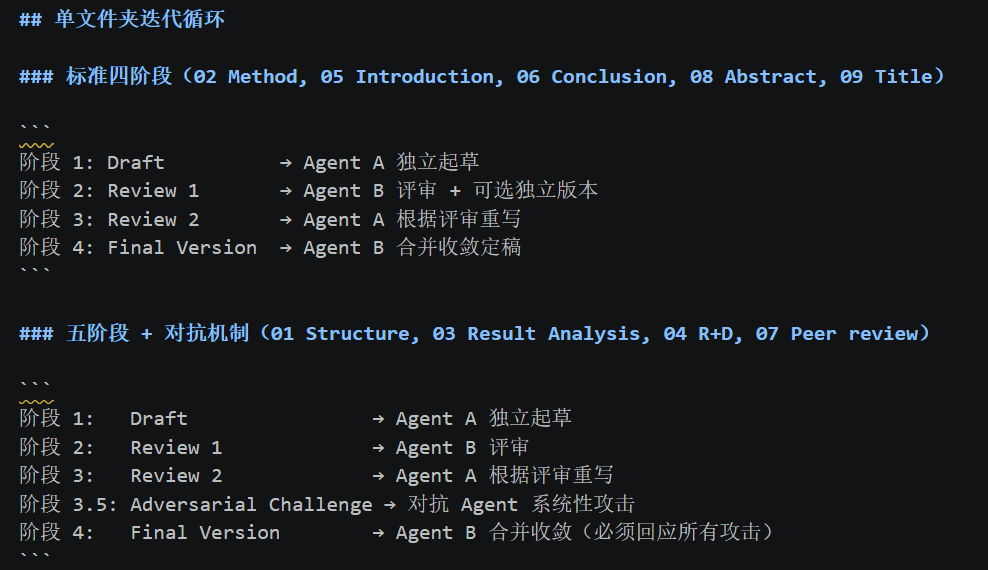 ## 单文件夹迭代循环
### 标准四阶段（02 Method, 05 Introduction, 06 Conclusion, 08 Abstract, 09 Title）
```
阶段 1: Draft          → Agent A 独立起草
阶段 2: Review 1       → Agent B 评审 + 可选独立版本
阶段 3: Review 2       → Agent A 根据评审重写
阶段 4: Final Version  → Agent B 合并收敛定稿
```
### 五阶段 + 对抗机制（01 Structure, 03 Result Analysis, 04 R+D, 07 Peer review）
```
阶段 1:   Draft                → Agent A 独立起草
阶段 2:   Review 1             → Agent B 评审
阶段 3:   Review 2             → Agent A 根据评审重写
阶段 3.5: Adversarial Challenge → 对抗 Agent 系统性攻击
阶段 4:   Final Version        → Agent B 合并收敛（必须回应所有攻击）
```